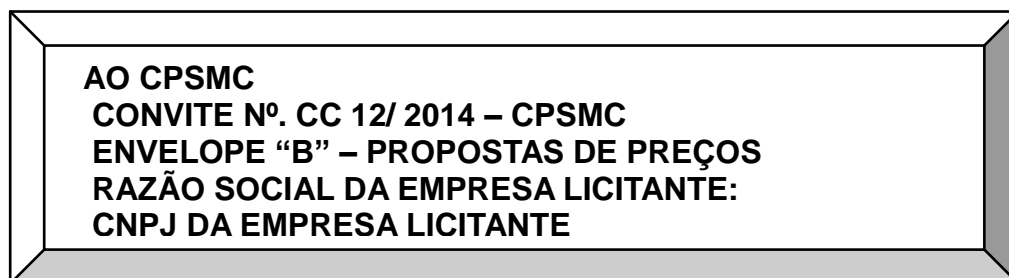 AO CPSMC
CONVITE Nº. CC 12/ 2014 – CPSMC
ENVELOPE “B” – PROPOSTAS DE PREÇOS
RAZÃO SOCIAL DA EMPRESA LICITANTE:
CNPJ DA EMPRESA LICITANTE